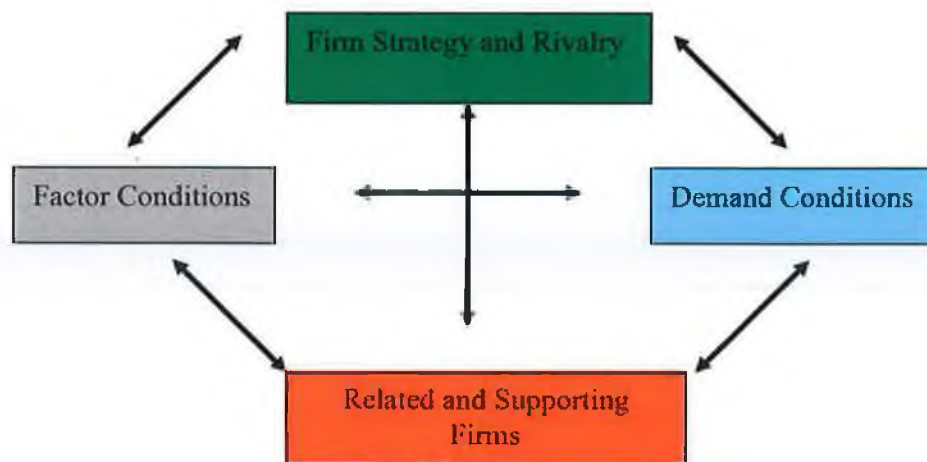 Firm Strategy and Rivalry
Factor Conditions
Demand Conditions
Related and Supporting
Firms